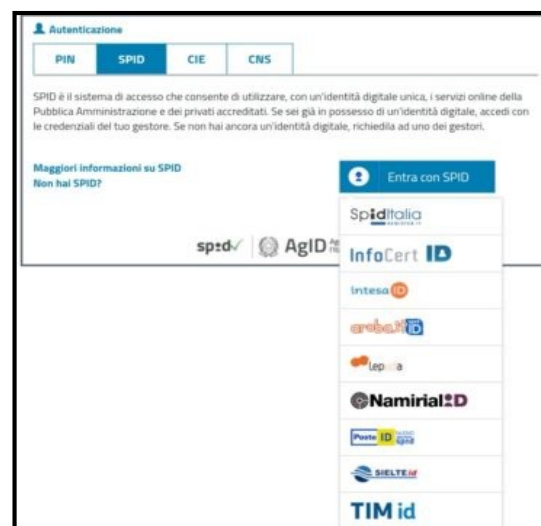 Autenticazione
PIN SPID CIE CNS
SPID è il sistema di accesso che consente di utilizzare, con un'identità digitale unica, i servizi online della
Pubblica Amministrazione e dei privati accreditati. Se sei già in possesso di un'identità digitale, accedi con
le credenziali del tuo gestore. Se non hai ancora un'identità digitale, richiedila ad uno dei gestori.
Maggiori informazioni su SPID
Non hai SPID?
Entra con SPID
SpidItalia
REGISTER.IT
spid AgID
InfoCert ID
intesa ID
aruba.it ID
lepida
Namirial ID
Poste ID NUOVO spid
SIELTE id
TIM id